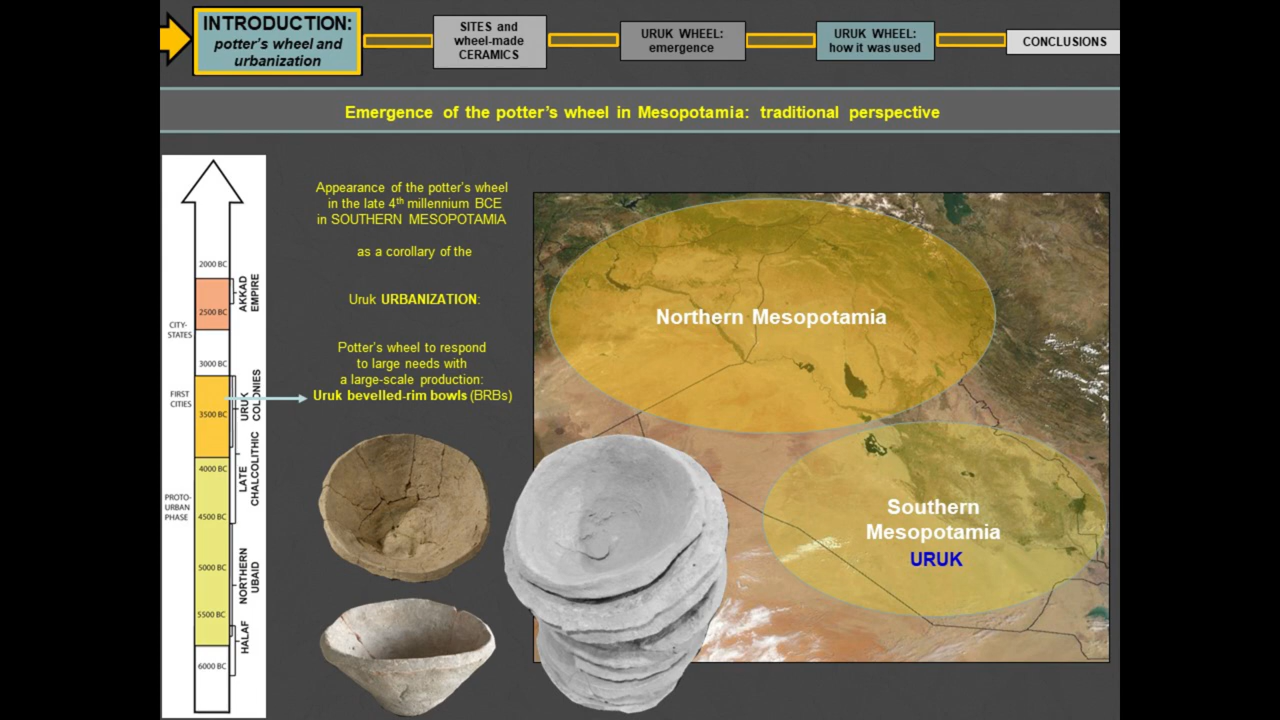 INTRODUCTION:
potter's wheel and
urbanization
SITES and
wheel-made
CERAMICS
URUK WHEEL:
emergence
URUK WHEEL:
how it was used
CONCLUSIONS
Emergence of the potter's wheel in Mesopotamia: traditional perspective
2000 BC
2500 BC
3000 BC
3500 BC
4000 BC
4500 BC
5000 BC
5500 BC
6000 BC
CITY-
STATES
FIRST
CITIES
PROTO-
URBAN
PHASE
AKKAD
EMPIRE
URUK
COLONIES
LATE
CHALCOLITHIC
NORTHERN
UBAID
HALAF
Appearance of the potter's wheel
in the late 4th millennium BCE
in SOUTHERN MESOPOTAMIA
as a corollary of the
Uruk URBANIZATION:
Potter's wheel to respond
to large needs with
a large-scale production:
Uruk bevelled-rim bowls (BRBs)
Northern Mesopotamia
Southern
Mesopotamia
URUK